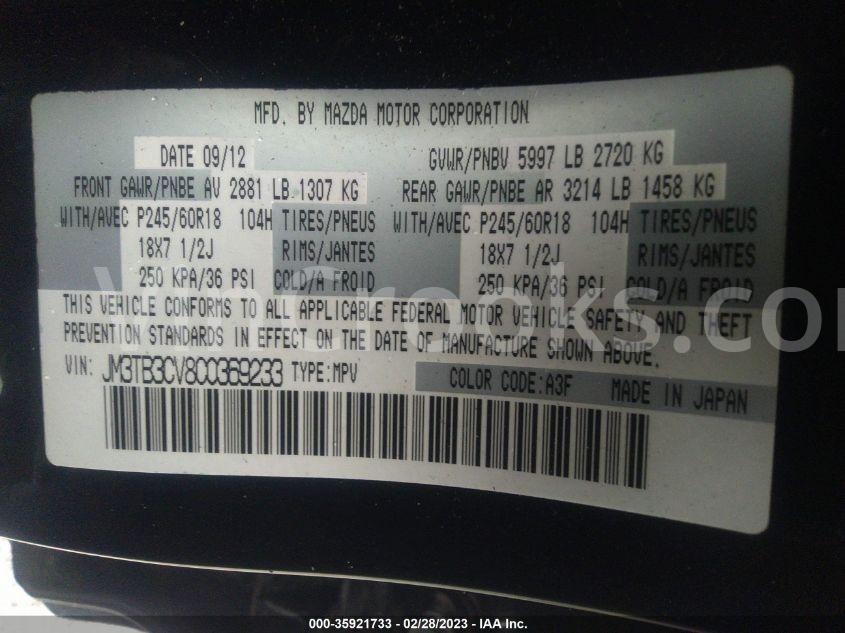 MFD. BY MAZDA MOTOR CORPORATION
DATE 09/12 GVWR/PNBV 5997 LB 2720 KG
FRONT GAWR/PNBE AV 2881 LB 1307 KG REAR GAWR/PNBE AR 3214 LB 1458 KG
WITH/AVEC P245/60R18 104H TIRES/PNEUS WITH/AVEC P245/60R18 104H TIRES/PNEUS
18X7 1/2J RIMS/JANTES 18X7 1/2J RIMS/JANTES
250 KPA/36 PSI COLD/A FROID 250 KPA/36 PSI COLD/A FROID
THIS VEHICLE CONFORMS TO ALL APPLICABLE FEDERAL MOTOR VEHICLE SAFETY AND THEFT
PREVENTION STANDARDS IN EFFECT ON THE DATE OF MANUFACTURE SHOWN ABOVE.
VIN: JM3TB3CV8C0369233 TYPE:MPV COLOR CODE:A3F MADE IN JAPAN
000-35921733 - 02/28/2023 - IAA Inc.